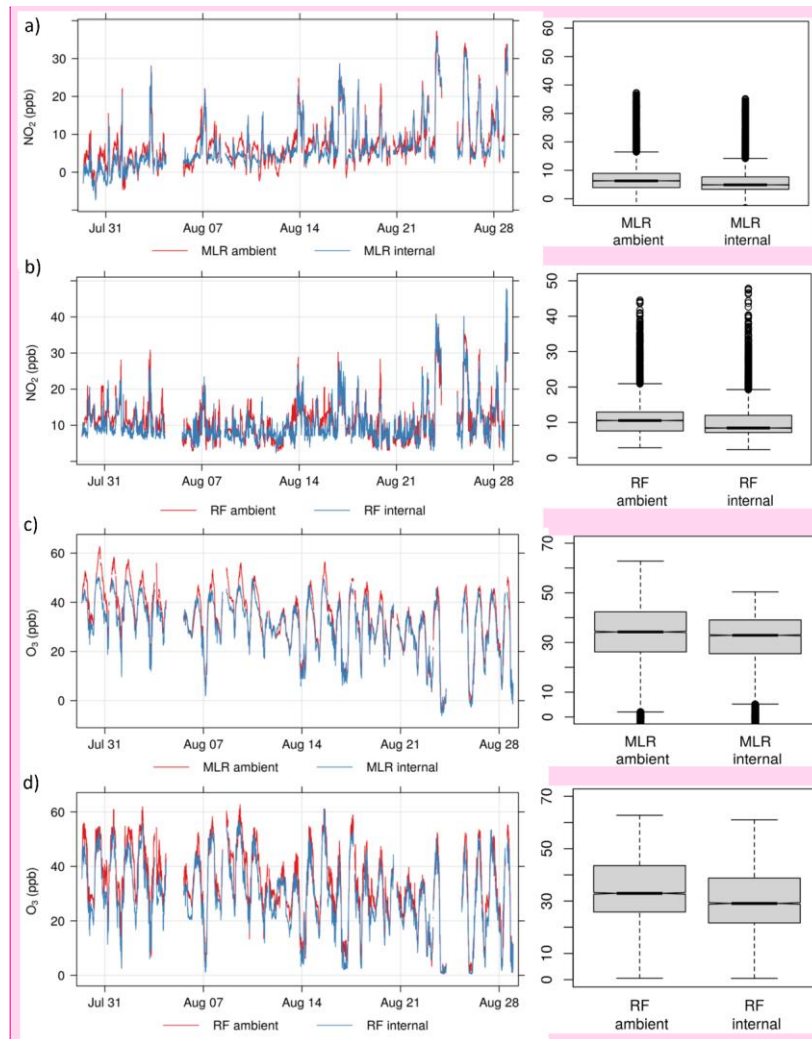 a)
NO₂ (ppb)
30
20
10
0
Jul 31 Aug 07 Aug 14 Aug 21 Aug 28
MLR ambient MLR internal
60
50
40
30
20
10
0
MLR ambient
MLR internal
b)
NO₂ (ppb)
40
30
20
10
Jul 31 Aug 07 Aug 14 Aug 21 Aug 28
RF ambient RF internal
50
40
30
20
10
0
RF ambient
RF internal
c)
O₃ (ppb)
60
40
20
0
Jul 31 Aug 07 Aug 14 Aug 21 Aug 28
MLR ambient MLR internal
70
50
30
10
0
MLR ambient
MLR internal
d)
O₃ (ppb)
60
40
20
0
Jul 31 Aug 07 Aug 14 Aug 21 Aug 28
RF ambient RF internal
70
50
30
10
0
RF ambient
RF internal